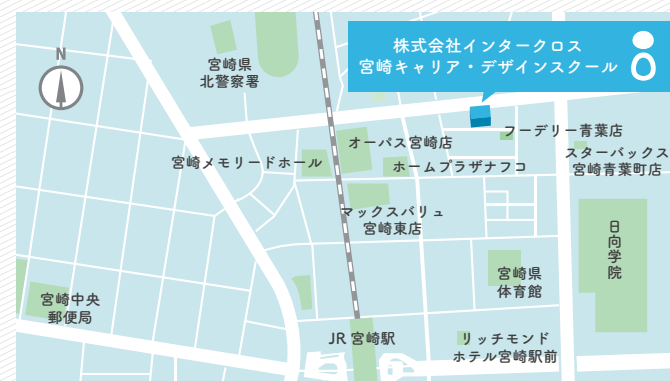 株式会社インタークロス
宮崎キャリア・デザインスクール
N
宮崎県
北警察署
フーデリー青葉店
オーパス宮崎店
スターバックス
宮崎青葉町店
宮崎メモリードホール
ホームプラザナフコ
マックスバリュ
宮崎東店
日向学院
宮崎県
体育館
宮崎中央
郵便局
JR 宮崎駅
リッチモンド
ホテル宮崎駅前